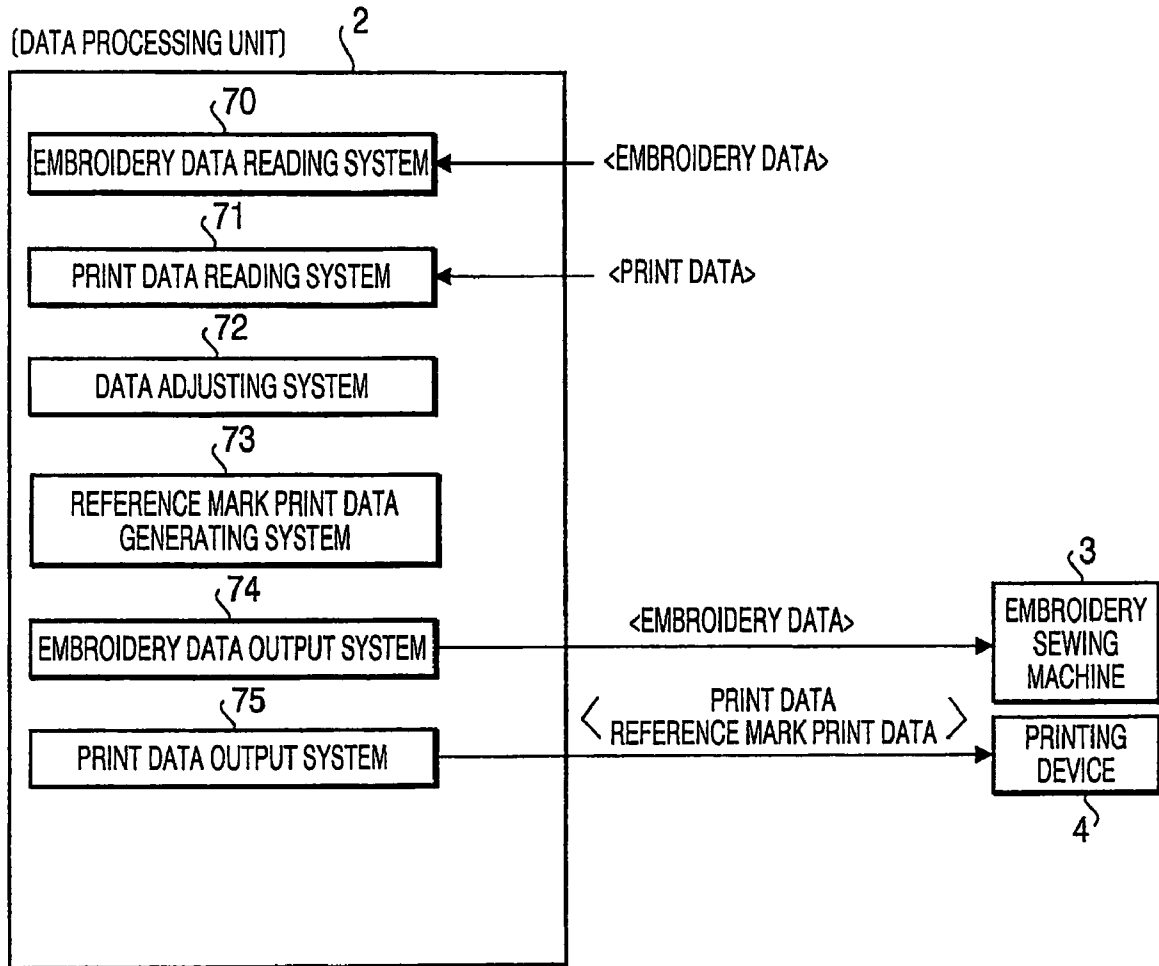 (DATA PROCESSING UNIT)
2
70
EMBROIDERY DATA READING SYSTEM
<EMBROIDERY DATA>
71
PRINT DATA READING SYSTEM
<PRINT DATA>
72
DATA ADJUSTING SYSTEM
73
REFERENCE MARK PRINT DATA
GENERATING SYSTEM
74
EMBROIDERY DATA OUTPUT SYSTEM
<EMBROIDERY DATA>
3
EMBROIDERY
SEWING
MACHINE
75
PRINT DATA OUTPUT SYSTEM
PRINT DATA
REFERENCE MARK PRINT DATA
PRINTING
DEVICE
4